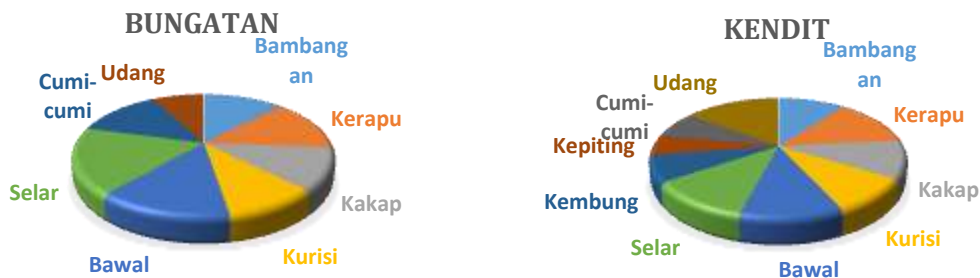 BUNGATAN
Bambang
an
Kerapu
Kakap
Kurisi
Bawal
Selar
Cumi-
cumi
Udang
KENDIT
Bambang
an
Kerapu
Kakap
Kurisi
Bawal
Selar
Kembung
Kepiting
Cumi-
cumi
Udang